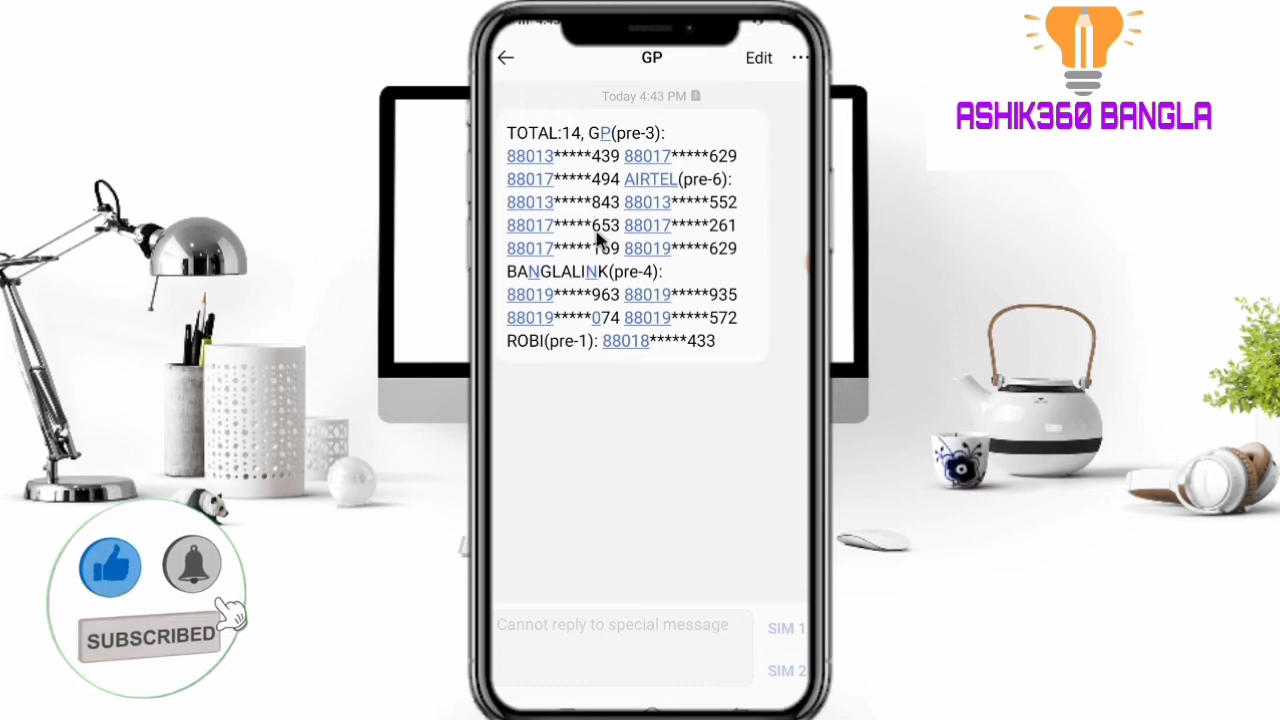 GP
Edit
Today 4:43 PM
TOTAL:14, GP(pre-3):
88013*****439 88017*****629
88017*****494 AIRTEL(pre-6):
88013*****843 88013*****552
88017*****653 88017*****261
88017*****169 88019*****629
BANGLALINK(pre-4):
88019*****963 88019*****935
88019*****074 88019*****572
ROBI(pre-1): 88018*****433
Cannot reply to special message
SIM 1
SIM 2
ASHIK360 BANGLA
SUBSCRIBED